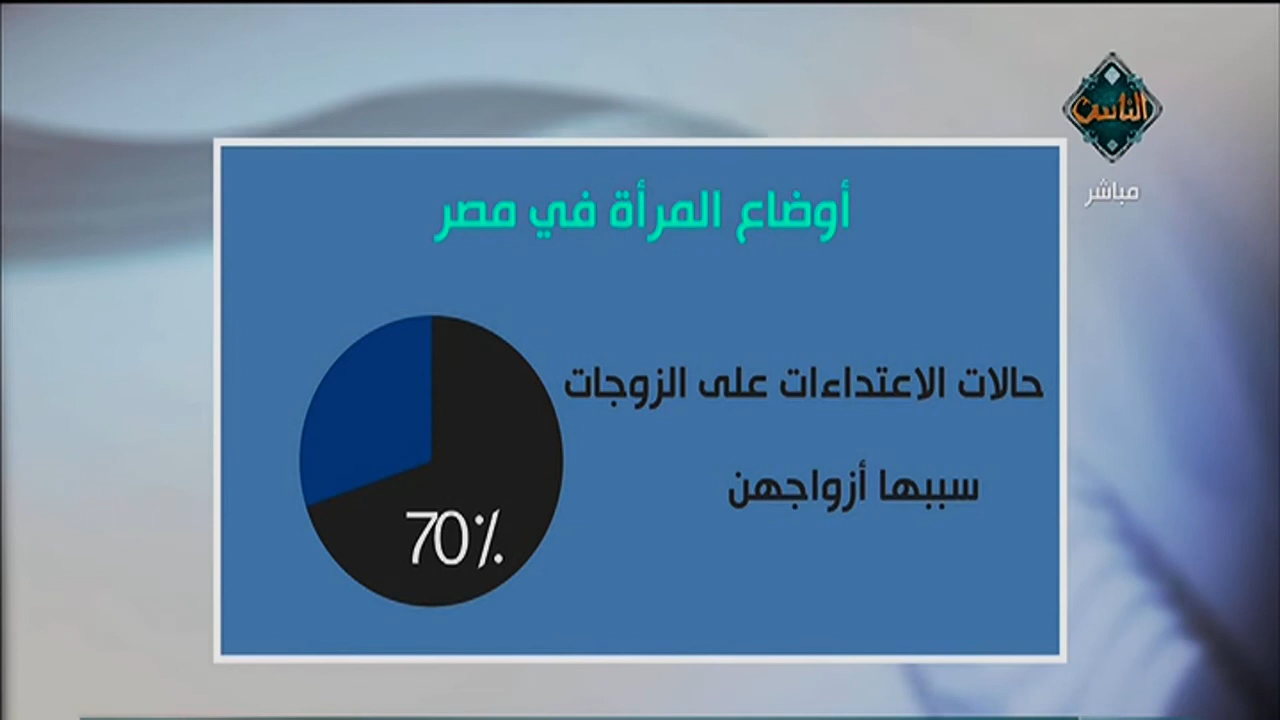 الناس
مباشر
أوضاع المرأة في مصر
حالات الاعتداءات على الزوجات
سببها أزواجهن
70٪